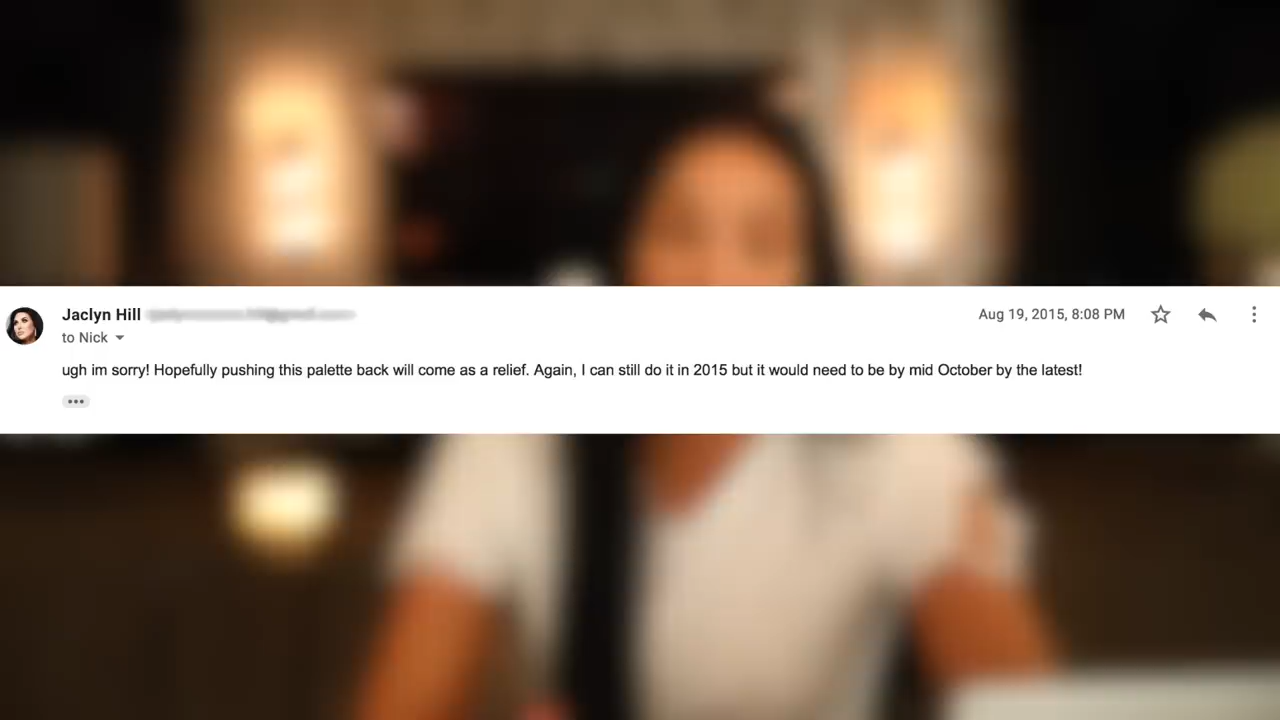 Jaclyn Hill
Aug 19, 2015, 8:08 PM
to Nick
ugh im sorry! Hopefully pushing this palette back will come as a relief. Again, I can still do it in 2015 but it would need to be by mid October by the latest!